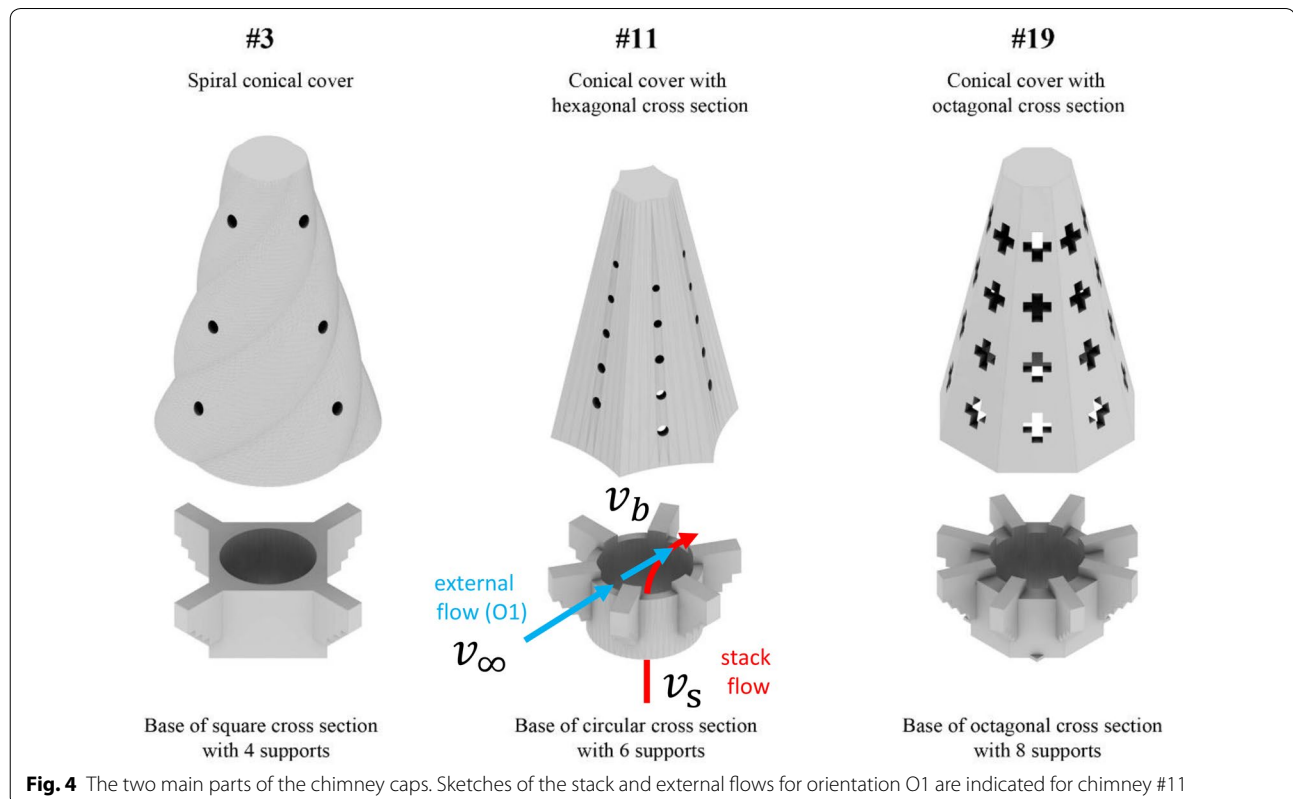 #3
Spiral conical cover
#11
Conical cover with
hexagonal cross section
#19
Conical cover with
octagonal cross section
v_b
external
flow (O1)
v_∞
v_s
stack
flow
Base of square cross section
with 4 supports
Base of circular cross section
with 6 supports
Base of octagonal cross section
with 8 supports
Fig. 4 The two main parts of the chimney caps. Sketches of the stack and external flows for orientation O1 are indicated for chimney #11